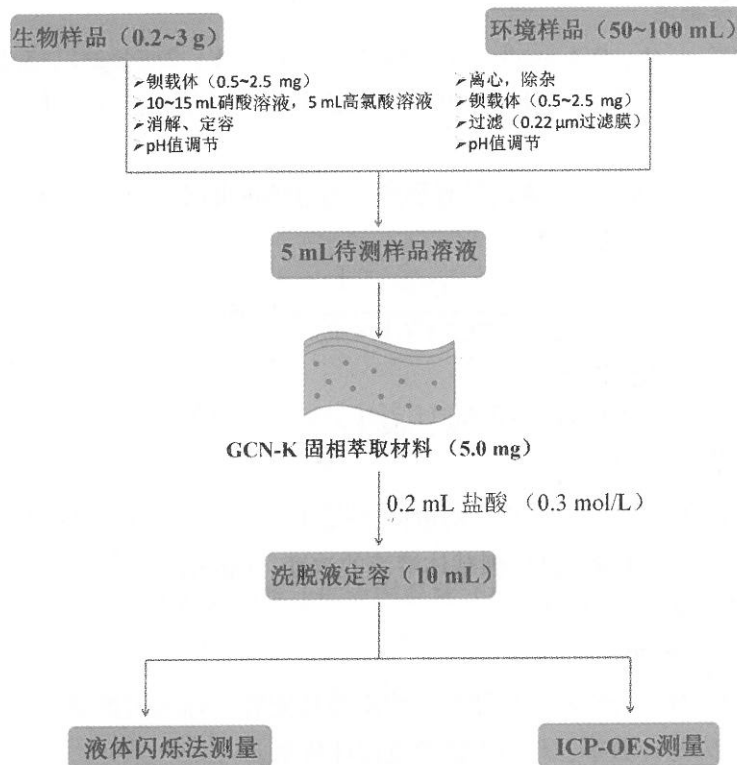 生物样品（0.2~3 g）
环境样品（50~100 mL）
➢钡载体（0.5~2.5 mg）
➢10~15 mL硝酸溶液，5 mL高氯酸溶液
➢消解、定容
➢pH值调节
➢离心，除杂
➢钡载体（0.5~2.5 mg）
➢过滤（0.22 μm过滤膜）
➢pH值调节
5 mL待测样品溶液
GCN-K 固相萃取材料 （5.0 mg）
0.2 mL 盐酸 （0.3 mol/L）
洗脱液定容（10 mL）
液体闪烁法测量
ICP-OES测量